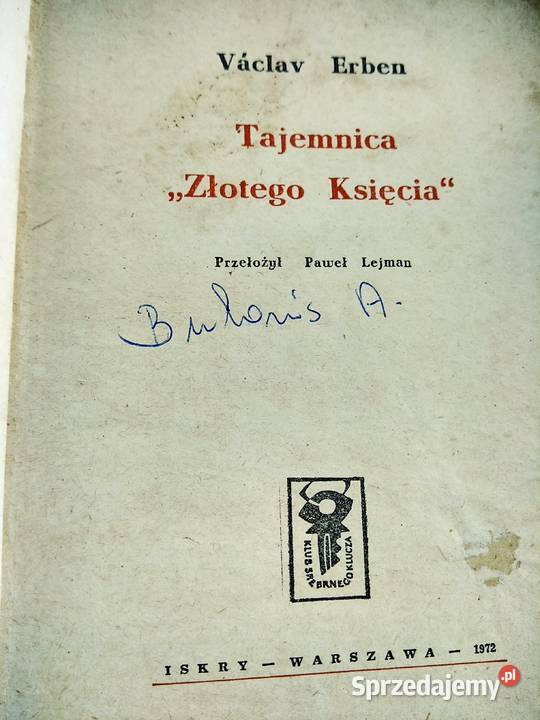 Václav Erben
Tajemnica
„Złotego Księcia"
Przełożył Paweł Lejman
A.
KLUB SREBRNEGO KLUCZA
ISKRY — WARSZAWA — 1972
Sprzedajemy.pl